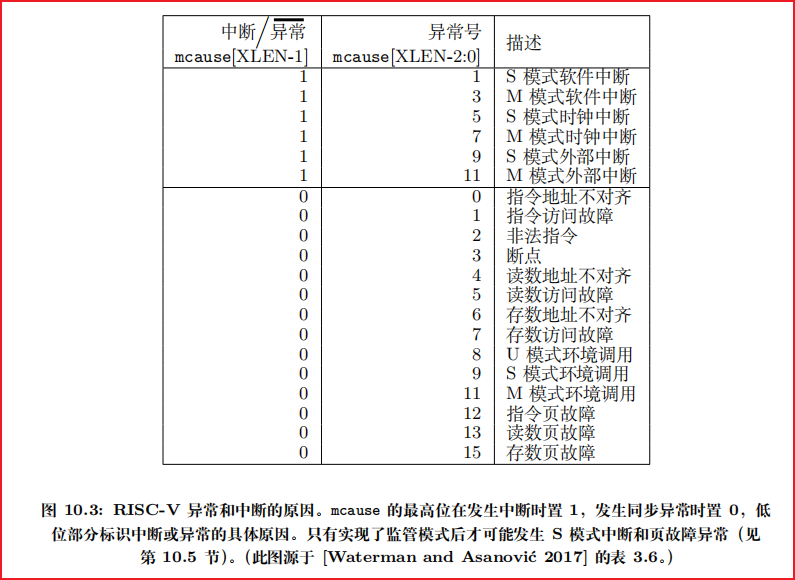 中断/异常 异常号 描述
mcause[XLEN-1] mcause[XLEN-2:0]
1 1 S 模式软件中断
1 3 M 模式软件中断
1 5 S 模式时钟中断
1 7 M 模式时钟中断
1 9 S 模式外部中断
1 11 M 模式外部中断
0 0 指令地址不对齐
0 1 指令访问故障
0 2 非法指令
0 3 断点
0 4 读数地址不对齐
0 5 读数访问故障
0 6 存数地址不对齐
0 7 存数访问故障
0 8 U 模式环境调用
0 9 S 模式环境调用
0 11 M 模式环境调用
0 12 指令页故障
0 13 读数页故障
0 15 存数页故障
图 10.3: RISC-V 异常和中断的原因。mcause 的最高位在发生中断时置 1，发生同步异常时置 0，低
位部分标识中断或异常的具体原因。只有实现了监管模式后才可能发生 S 模式中断和页故障异常（见
第 10.5 节）。（此图源于 [Waterman and Asanović 2017] 的表 3.6。）